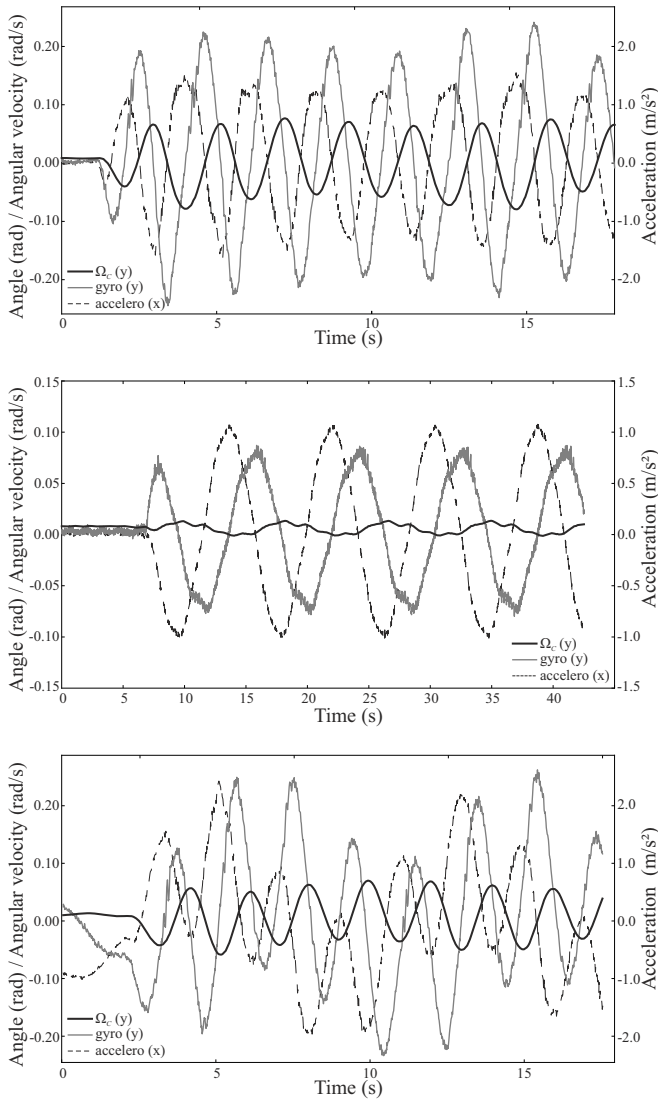 Angle (rad) / Angular velocity (rad/s)
0.20
0.10
0.00
-0.10
-0.20
2.0
1.0
0.0
-1.0
-2.0
Acceleration (m/s²)
Ω_C (y)
gyro (y)
accelero (x)
0 5 10 15
Time (s)
Angle (rad) / Angular velocity (rad/s)
0.15
0.10
0.05
0.00
-0.05
-0.10
-0.15
1.5
1.0
0.5
0.0
-0.5
-1.0
-1.5
Acceleration (m/s²)
Ω_C (y)
gyro (y)
accelero (x)
0 5 10 15 20 25 30 35 40
Time (s)
Angle (rad) / Angular velocity (rad/s)
0.20
0.10
0.00
-0.10
-0.20
2.0
1.0
0.0
-1.0
-2.0
Acceleration (m/s²)
Ω_C (y)
gyro (y)
accelero (x)
0 5 10 15
Time (s)